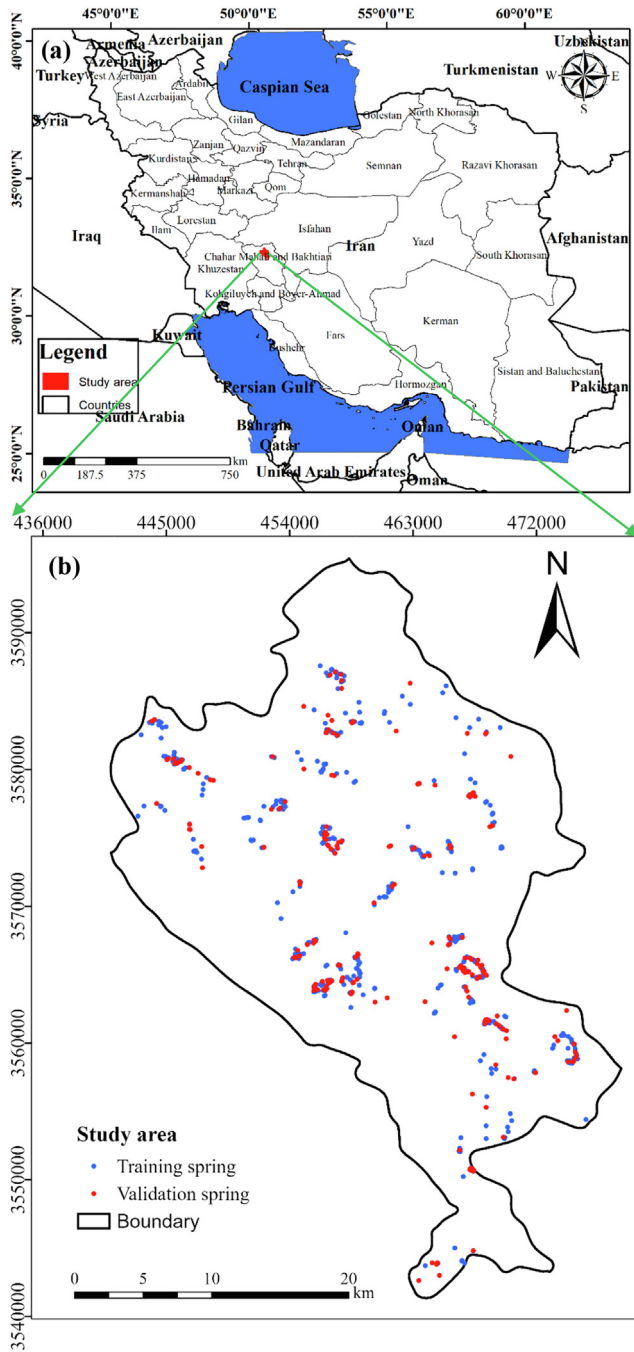 45°0'0"E 50°0'0"E 55°0'0"E 60°0'0"E
40°0'0"N
35°0'0"N
30°0'0"N
25°0'0"N
(a)
Armenia
Azerbaijan
Azerbaijan
Uzbekistan
Turkey
West Azerbaijan
Ardabil
East Azerbaijan
Caspian Sea
Turkmenistan
N
W E
S
Syria
Gilan
Golestan
North Khorasan
Zanjan
Qazvin
Mazandaran
Kurdistan
Tehran
Semnan
Razavi Khorasan
Hamadan
Kermanshah
Markazi
Qom
Lorestan
Ilam
Isfahan
Iraq
Iran
Yazd
Afghanistan
Chahar Mahall and Bakhtiari
South Khorasan
Khuzestan
Kohgiluyeh and Boyer-Ahmad
Kuwait
Fars
Kerman
Bushehr
Legend
Study area
Countries
Sistan and Baluchestan
Persian Gulf
Hormozgan
Pakistan
Saudi Arabia
Bahrain
Qatar
Oman
United Arab Emirates
Oman
0 187.5 375 750
km
436000 445000 454000 463000 472000
3590000
3580000
3570000
3560000
3550000
3540000
(b)
N
Study area
Training spring
Validation spring
Boundary
0 5 10 20
km